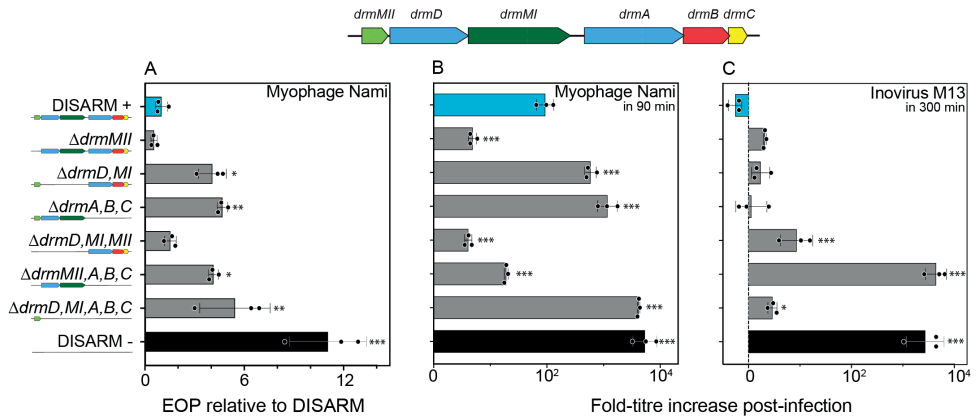 drmMII drmD drmMI drmA drmB drmC
A B C
Myophage Nami
Myophage Nami
in 90 min
Inovirus M13
in 300 min
DISARM +
ΔdrmMII
***
***
ΔdrmD,MI
*
***
ΔdrmA,B,C
**
***
ΔdrmD,MI,MII
***
***
ΔdrmMII,A,B,C
*
***
***
ΔdrmD,MI,A,B,C
**
***
*
DISARM -
***
***
***
0 6 12
0 10² 10⁴
0 10² 10⁴
EOP relative to DISARM
Fold-titre increase post-infection